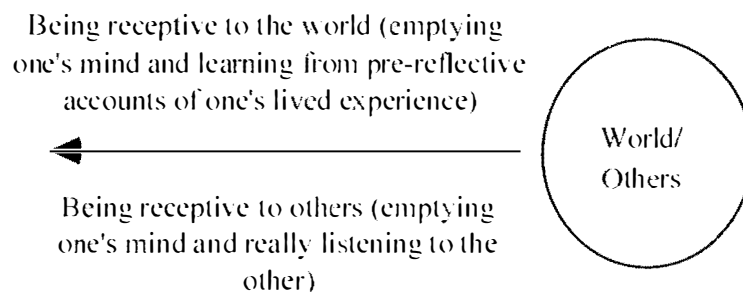 Being receptive to the world (emptying
one's mind and learning from pre-reflective
accounts of one's lived experience)
World/
Others
Being receptive to others (emptying
one's mind and really listening to the
other)